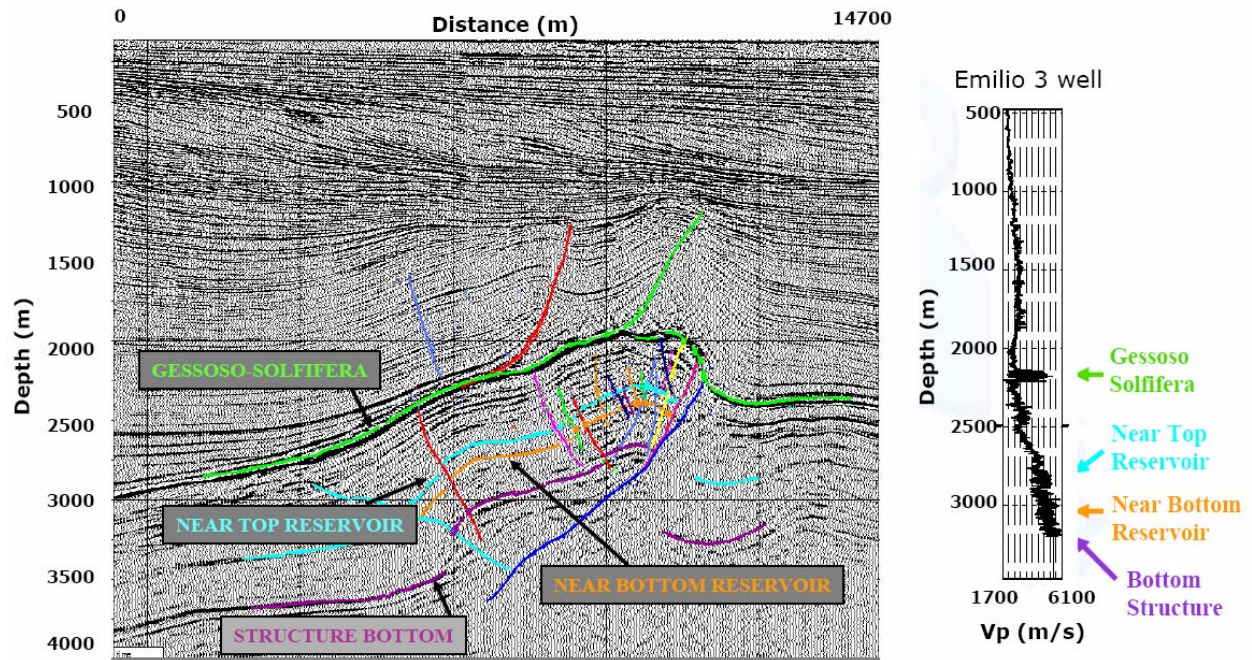 0
Distance (m)
14700
500
1000
1500
2000
2500
3000
3500
4000
Depth (m)
GESSOSO-SOLFIFERA
NEAR TOP RESERVOIR
NEAR BOTTOM RESERVOIR
STRUCTURE BOTTOM
time
Emilio 3 well
500
1000
1500
2000
2500
3000
Depth (m)
1700
6100
Vp (m/s)
Gessoso
Solfifera
Near Top
Reservoir
Near Bottom
Reservoir
Bottom
Structure